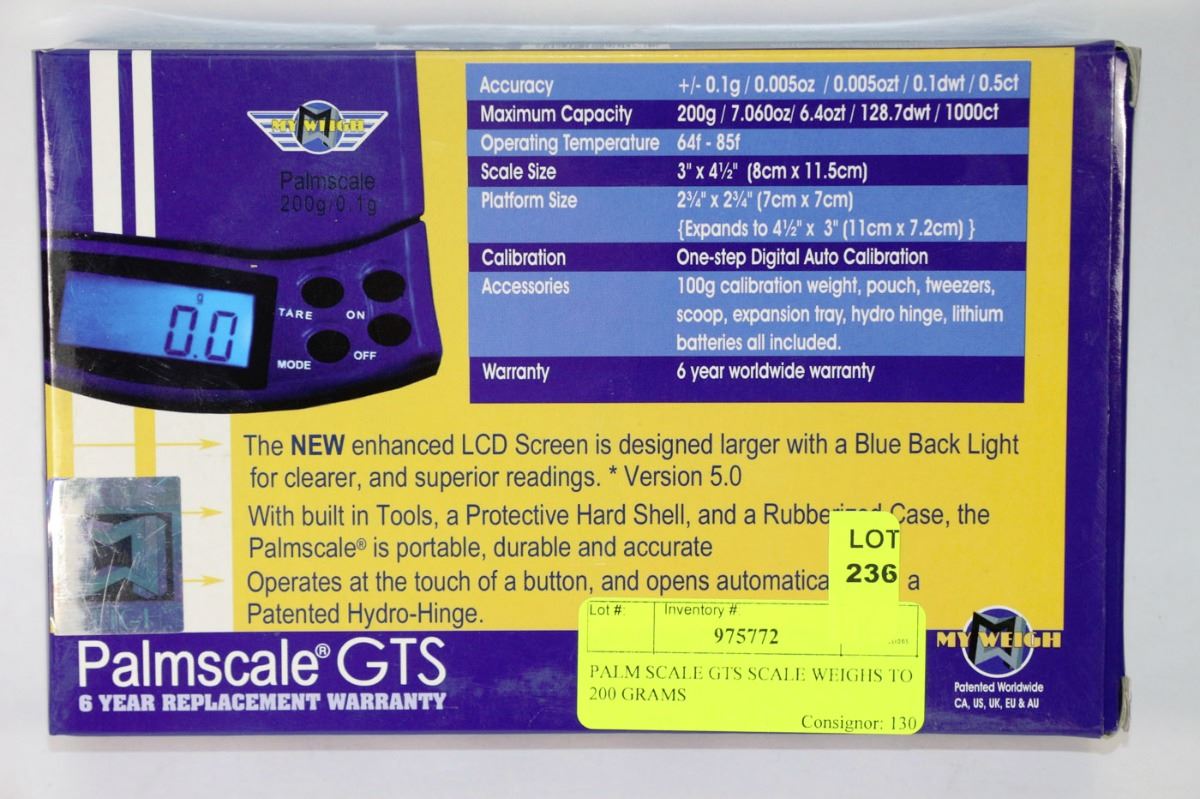 MY WEIGH
Palmscale
200g/0.1g
g
0.0
TARE ON
MODE OFF
Accuracy +/- 0.1g / 0.005oz / 0.005ozt / 0.1dwt / 0.5ct
Maximum Capacity 200g / 7.060oz/ 6.4ozt / 128.7dwt / 1000ct
Operating Temperature 64f - 85f
Scale Size 3" x 4½" (8cm x 11.5cm)
Platform Size 2¾" x 2¾" (7cm x 7cm)
{Expands to 4½" x 3" (11cm x 7.2cm) }
Calibration One-step Digital Auto Calibration
Accessories 100g calibration weight, pouch, tweezers,
scoop, expansion tray, hydro hinge, lithium
batteries all included.
Warranty 6 year worldwide warranty
The NEW enhanced LCD Screen is designed larger with a Blue Back Light
for clearer, and superior readings. * Version 5.0
With built in Tools, a Protective Hard Shell, and a Rubberized Case, the
Palmscale® is portable, durable and accurate
Operates at the touch of a button, and opens automatica a
Patented Hydro-Hinge.
LOT
236
Lot #: Inventory #
975772
PALM SCALE GTS SCALE WEIGHS TO
200 GRAMS
Consignor: 130
Palmscale® GTS
6 YEAR REPLACEMENT WARRANTY
MY WEIGH
Patented Worldwide
CA, US, UK, EU & AU